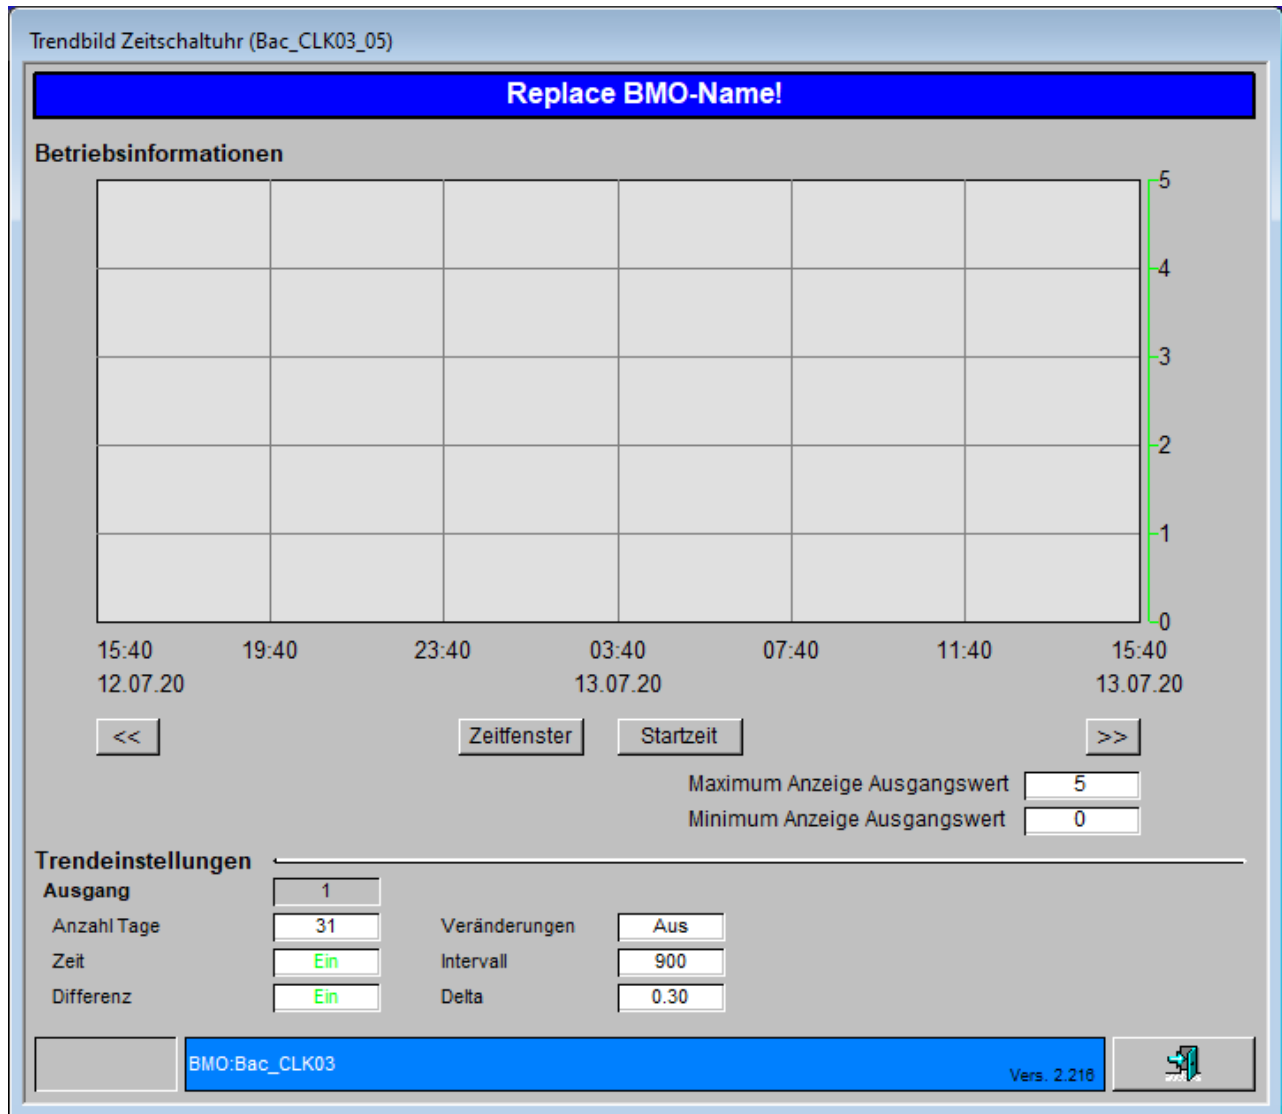 Trendbild Zeitschaltuhr (Bac_CLK03_05)
Replace BMO-Name!
Betriebsinformationen
5
4
3
2
1
0
15:40 19:40 23:40 03:40 07:40 11:40 15:40
12.07.20 13.07.20 13.07.20
<< Zeitfenster Startzeit >>
Maximum Anzeige Ausgangswert 5
Minimum Anzeige Ausgangswert 0
Trendeinstellungen
Ausgang 1
Anzahl Tage 31 Veränderungen Aus
Zeit Ein Intervall 900
Differenz Ein Delta 0.30
BMO:Bac_CLK03 Vers. 2.216